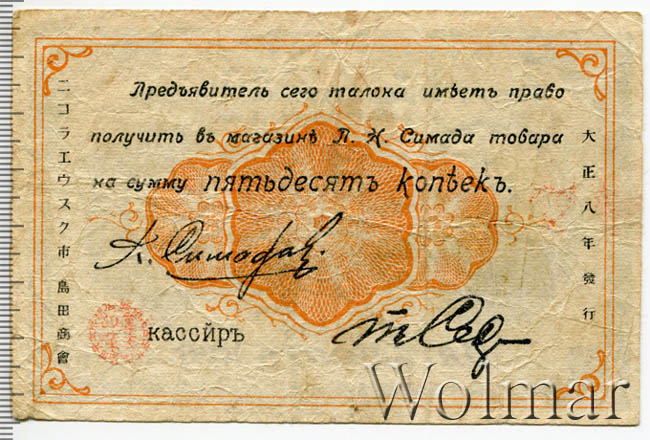 Предъявитель сего талона имѣетъ право
получить въ магазинѣ П. Н. Симада товара
на сумму пятьдесятъ копѣекъ.
кассиръ
ニコラエウスク市 島田商會
大正八年發行
Wolmar